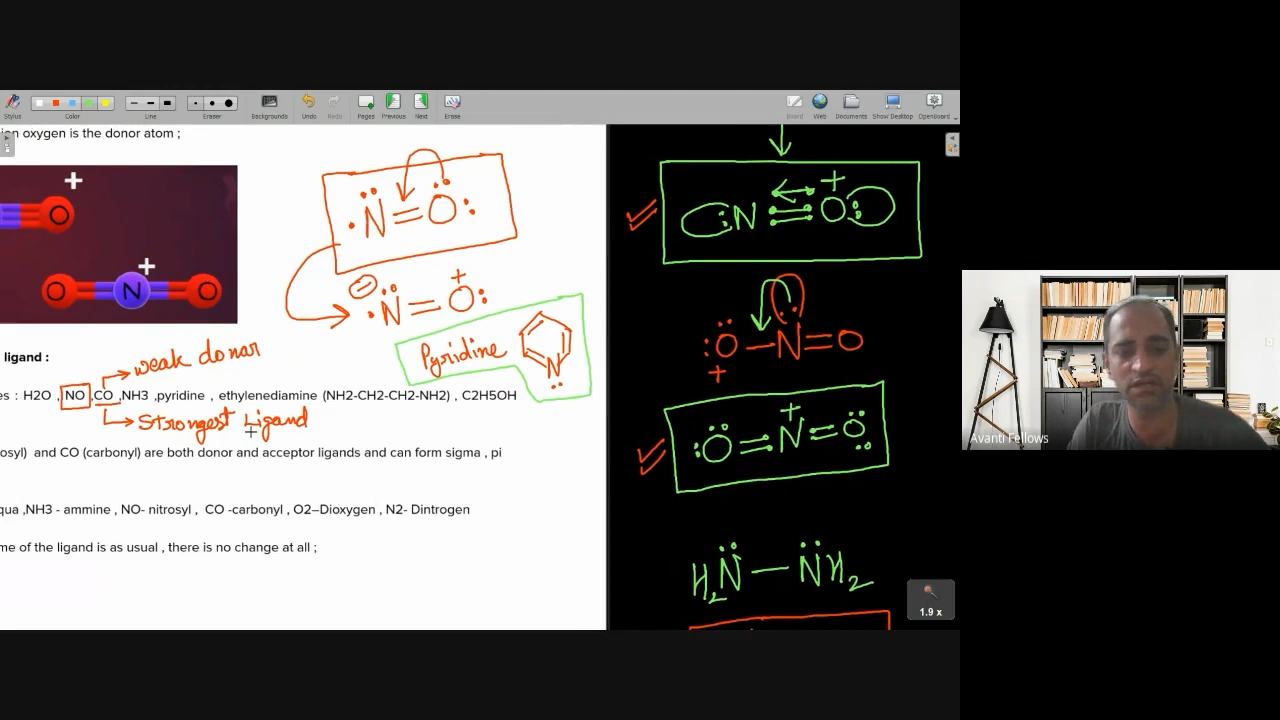 Stylus
Color
Line
Eraser
Backgrounds
Undo
Redo
Pages
Previous
Next
Erase
Board
Web
Documents
Show Desktop
OpenBoard
ion oxygen is the donor atom ;
+
O
+
O N O
N = O
⊖ N = O +
Pyridine N
N ≡ O +
O – N = O
+
O = N = O
+
H2N – NH2
ligand :
weak donar
es : H2O , NO ,CO ,NH3 ,pyridine , ethylenediamine (NH2-CH2-CH2-NH2) , C2H5OH
Strongest Ligand
osyl) and CO (carbonyl) are both donor and acceptor ligands and can form sigma , pi
qua ,NH3 - ammine , NO- nitrosyl , CO -carbonyl , O2–Dioxygen , N2- Dintrogen
me of the ligand is as usual , there is no change at all ;
1.9 x
Avanti Fellows